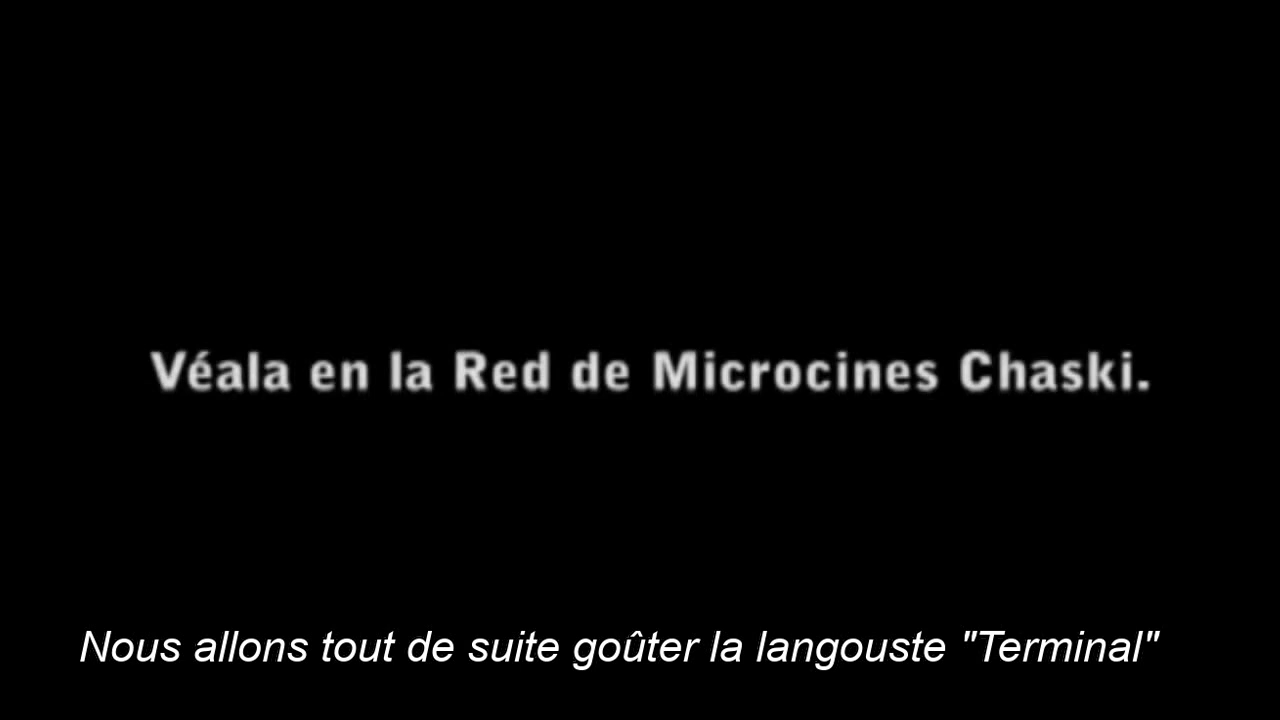 Véala en la Red de Microcines Chaski.
Nous allons tout de suite goûter la langouste "Terminal"